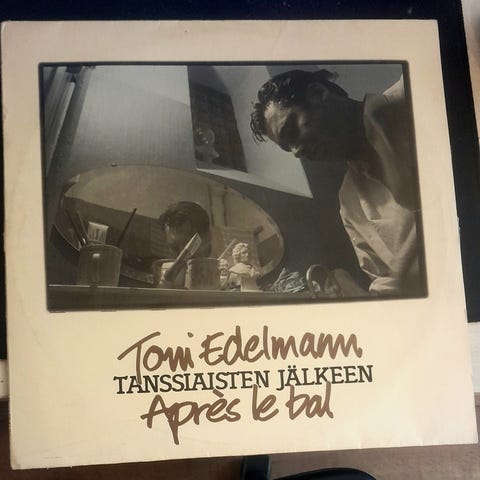 Toni Edelmann
TANSSIAISTEN JÄLKEEN
Après le bal